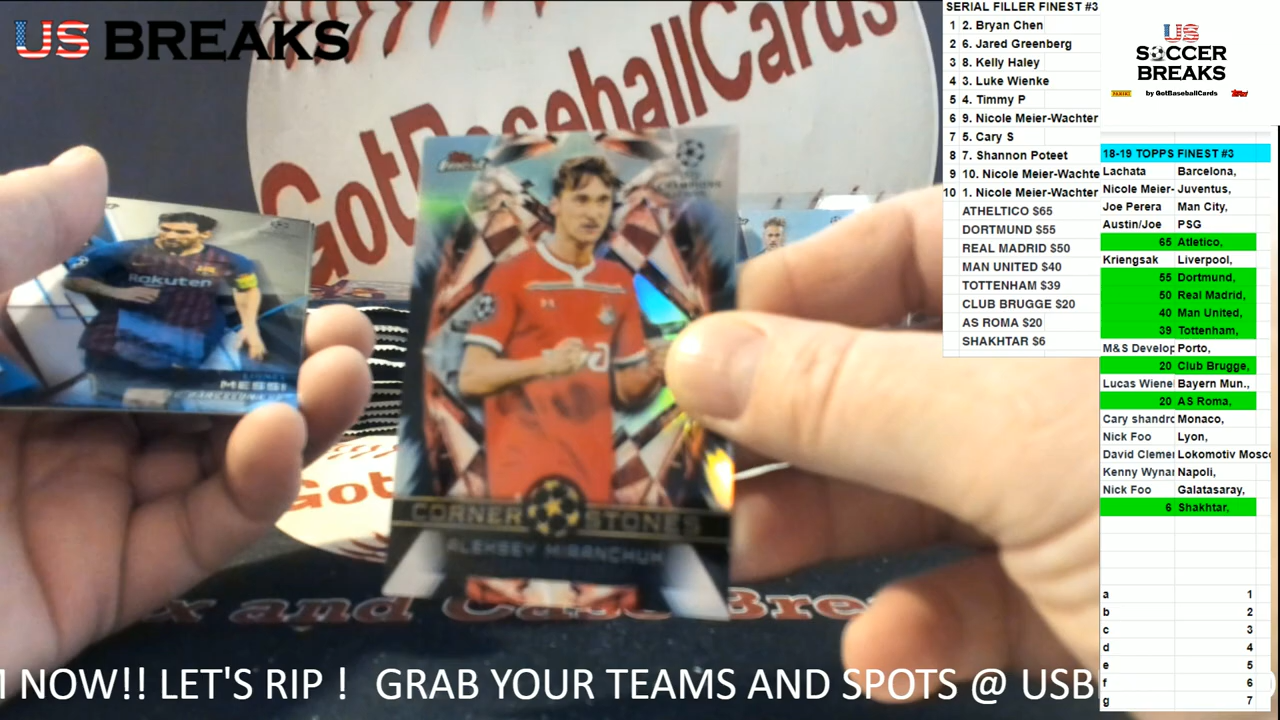 US BREAKS
GotBaseballCards
Rakuten
MESSI
CORNER STONES
ALEKSEY MIRANCHUK
NOW!! LET'S RIP ! GRAB YOUR TEAMS AND SPOTS @ USB
SERIAL FILLER FINEST #3
1 2. Bryan Chen
2 6. Jared Greenberg
3 8. Kelly Haley
4 3. Luke Wienke
5 4. Timmy P
6 9. Nicole Meier-Wachter
7 5. Cary S
8 7. Shannon Poteet
9 10. Nicole Meier-Wachte
10 1. Nicole Meier-Wachter
ATHELTICO $65
DORTMUND $55
REAL MADRID $50
MAN UNITED $40
TOTTENHAM $39
CLUB BRUGGE $20
AS ROMA $20
SHAKHTAR $6
US
SOCCER
BREAKS
PANINI by GotBaseballCards Topps
18-19 TOPPS FINEST #3
Lachata Barcelona,
Nicole Meier- Juventus,
Joe Perera Man City,
Austin/Joe PSG
65 Atletico,
Kriengsak Liverpool,
55 Dortmund,
50 Real Madrid,
40 Man United,
39 Tottenham,
M&S Develop Porto,
20 Club Brugge,
Lucas Wienel Bayern Mun.,
20 AS Roma,
Cary shandro Monaco,
Nick Foo Lyon,
David Clemer Lokomotiv Mosco
Kenny Wynar Napoli,
Nick Foo Galatasaray,
6 Shakhtar,
a 1
b 2
c 3
d 4
e 5
f 6
g 7